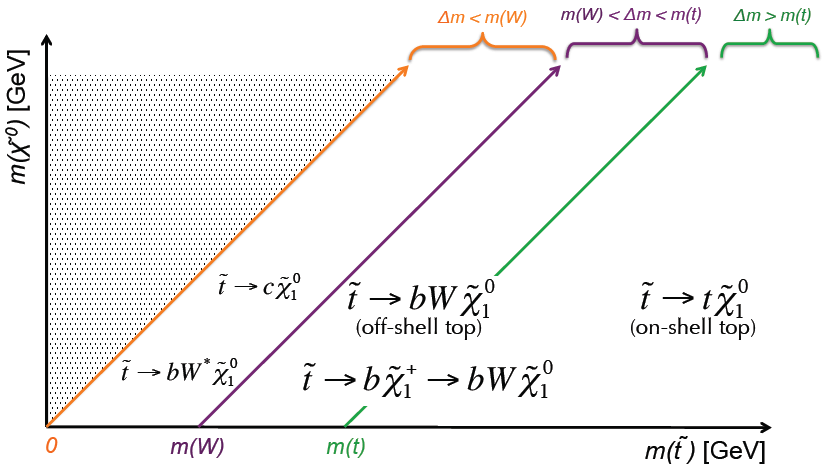 Δm < m(W) m(W) < Δm < m(t) Δm > m(t)
m(χ̃⁰) [GeV]
t̃ → cχ̃₁⁰
t̃ → bWχ̃₁⁰
(off-shell top)
t̃ → tχ̃₁⁰
(on-shell top)
t̃ → bW*χ̃₁⁰
t̃ → bχ̃₁⁺ → bWχ̃₁⁰
0 m(W) m(t) m(t̃) [GeV]